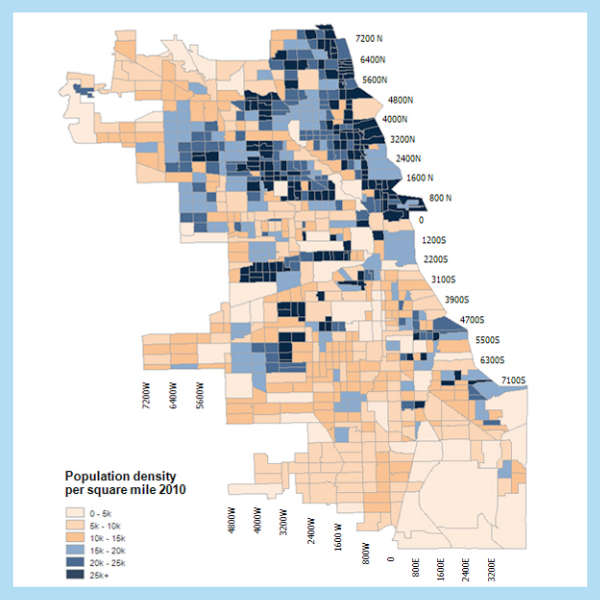 7200 N
6400N
5600N
4800N
4000N
3200N
2400N
1600 N
800 N
0
1200S
2200S
3100S
3900S
4700S
5500S
6300S
7100S
7200W
6400W
5600W
4800W
4000W
3200W
2400W
1600 W
800W
0
800E
1600E
2400E
3200E
Population density
per square mile 2010
0 - 5k
5k - 10k
10k - 15k
15k - 20k
20k - 25k
25k+